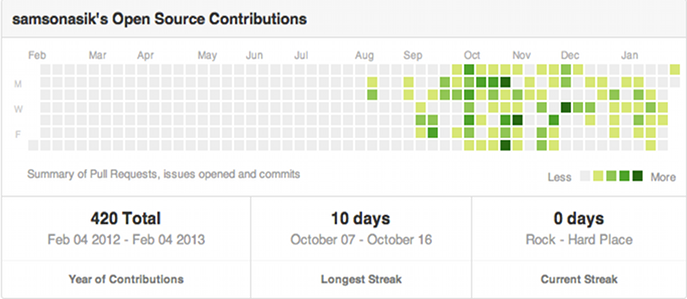 samsonasik's Open Source Contributions
Feb Mar Apr May Jun Jul Aug Sep Oct Nov Dec Jan
M
W
F
Summary of Pull Requests, issues opened and commits
Less More
420 Total
Feb 04 2012 - Feb 04 2013
Year of Contributions
10 days
October 07 - October 16
Longest Streak
0 days
Rock - Hard Place
Current Streak